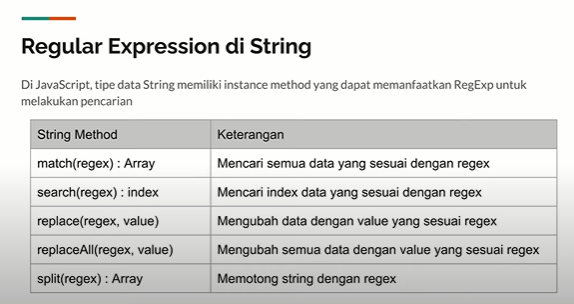 Regular Expression di String
Di JavaScript, tipe data String memiliki instance method yang dapat memanfaatkan RegExp untuk
melakukan pencarian
String Method Keterangan
match(regex) : Array Mencari semua data yang sesuai dengan regex
search(regex) : index Mencari index data yang sesuai dengan regex
replace(regex, value) Mengubah data dengan value yang sesuai regex
replaceAll(regex, value) Mengubah semua data dengan value yang sesuai regex
split(regex) : Array Memotong string dengan regex